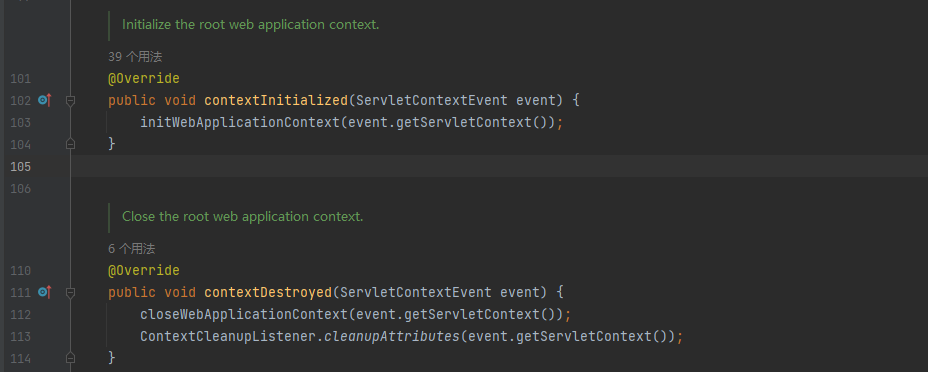 Initialize the root web application context.
39 个用法
101 @Override
102 public void contextInitialized(ServletContextEvent event) {
103 initWebApplicationContext(event.getServletContext());
104 }
105
106
Close the root web application context.
6 个用法
110 @Override
111 public void contextDestroyed(ServletContextEvent event) {
112 closeWebApplicationContext(event.getServletContext());
113 ContextCleanupListener.cleanupAttributes(event.getServletContext());
114 }